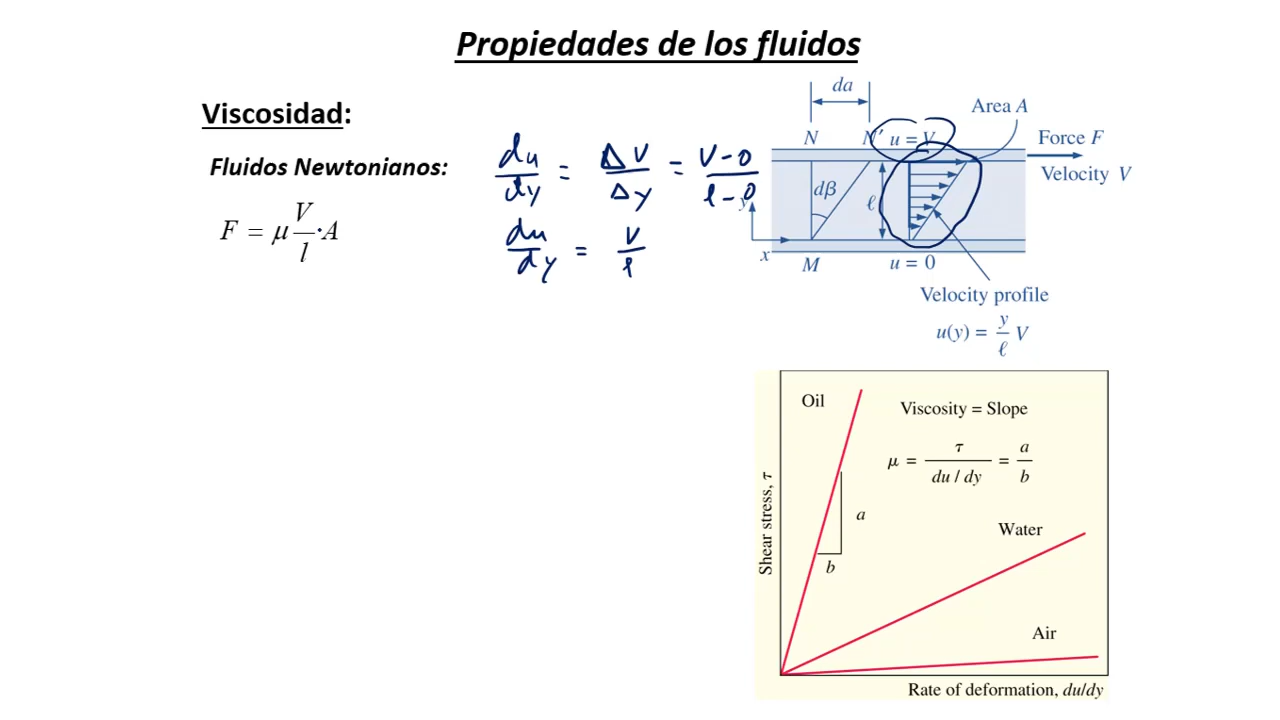 Propiedades de los fluidos
Viscosidad:
Fluidos Newtonianos:
F = μ V/l · A
du/dy = ΔV/Δy = V-0/l-0
du/dy = V/l
da
Area A
N N' u = V
Force F
Velocity V
dβ
ℓ
y
x
M
u = 0
Velocity profile
u(y) = y/ℓ V
Oil
Viscosity = Slope
μ = τ / du / dy = a/b
a
b
Water
Air
Shear stress, τ
Rate of deformation, du/dy